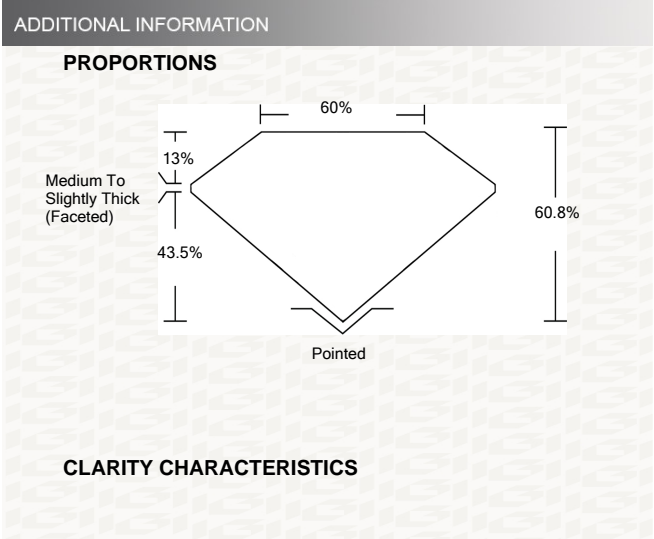 ADDITIONAL INFORMATION
PROPORTIONS
60%
13%
Medium To
Slightly Thick
(Faceted)
60.8%
43.5%
Pointed
CLARITY CHARACTERISTICS